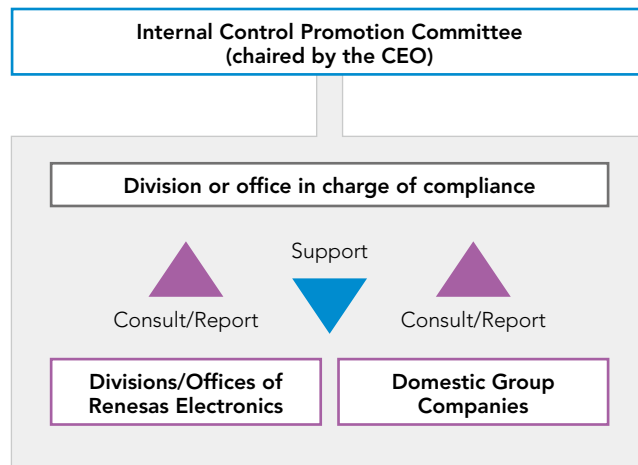 Internal Control Promotion Committee
(chaired by the CEO)
Division or office in charge of compliance
Support
Consult/Report
Consult/Report
Divisions/Offices of
Renesas Electronics
Domestic Group
Companies